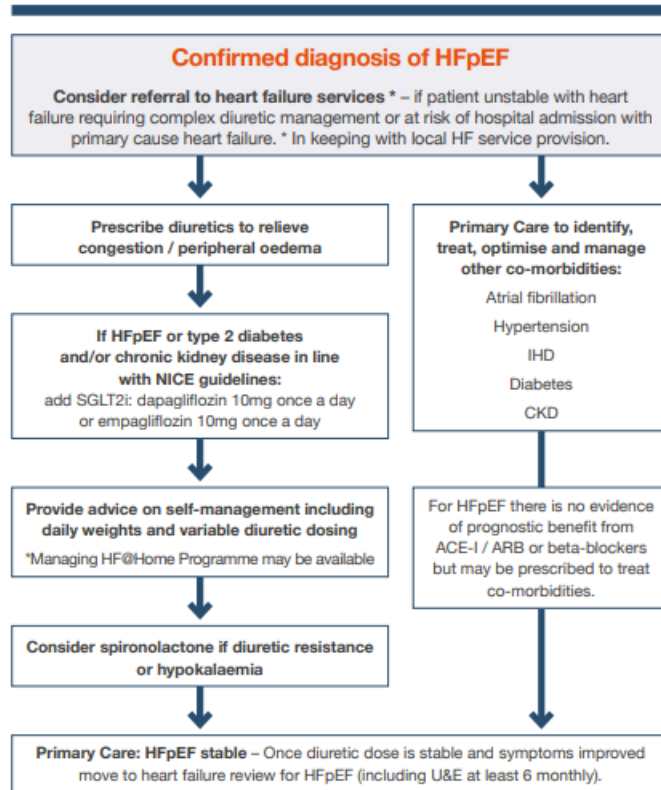 Confirmed diagnosis of HFpEF
Consider referral to heart failure services * – if patient unstable with heart
failure requiring complex diuretic management or at risk of hospital admission with
primary cause heart failure. * In keeping with local HF service provision.
Prescribe diuretics to relieve
congestion / peripheral oedema
If HFpEF or type 2 diabetes
and/or chronic kidney disease in line
with NICE guidelines:
add SGLT2i: dapagliflozin 10mg once a day
or empagliflozin 10mg once a day
Provide advice on self-management including
daily weights and variable diuretic dosing
*Managing HF@Home Programme may be available
Consider spironolactone if diuretic resistance
or hypokalaemia
Primary Care to identify,
treat, optimise and manage
other co-morbidities:
Atrial fibrillation
Hypertension
IHD
Diabetes
CKD
For HFpEF there is no evidence
of prognostic benefit from
ACE-I / ARB or beta-blockers
but may be prescribed to treat
co-morbidities.
Primary Care: HFpEF stable – Once diuretic dose is stable and symptoms improved
move to heart failure review for HFpEF (including U&E at least 6 monthly).